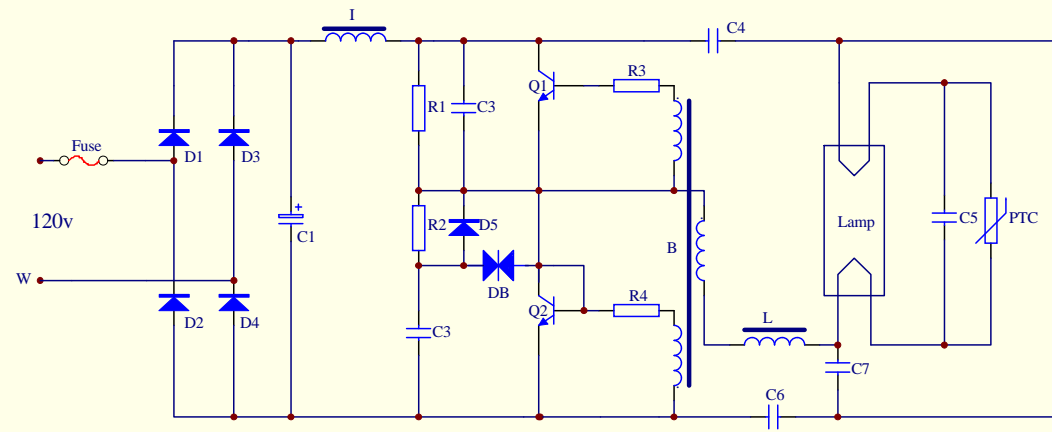 I
C4
Q1
R3
R1
C3
Fuse
D1
D3
120v
+
C1
R2
D5
B
Lamp
C5
PTC
W
DB
Q2
R4
D2
D4
C3
L
C7
C6